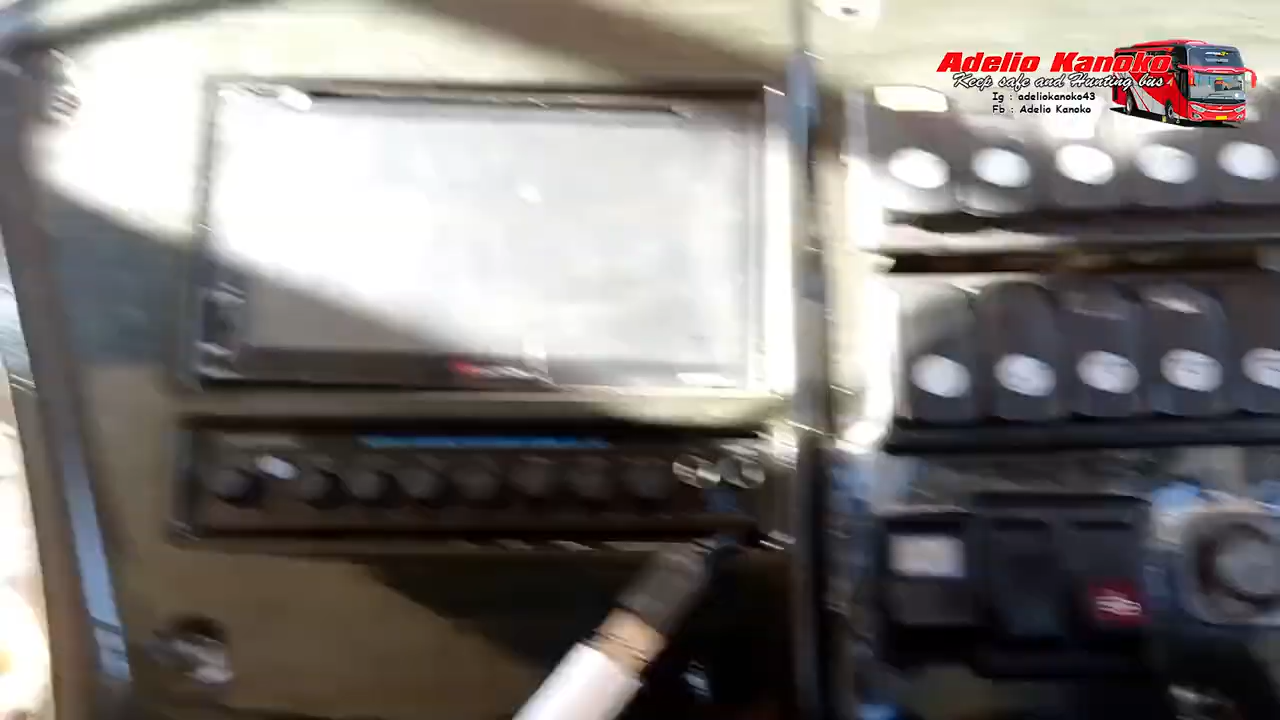 Adelio Kanoko
Keep safe and Hunting bus
Ig : adeliokanoko43
Fb : Adelio Kanoko